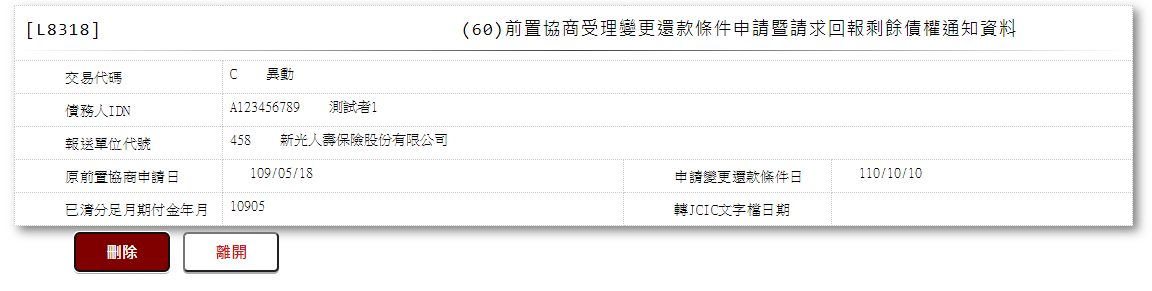 [L8318] (60)前置協商受理變更還款條件申請暨請求回報剩餘債權通知資料
交易代碼 C 異動
債務人IDN A123456789 測試者1
報送單位代號 458 新光人壽保險股份有限公司
原前置協商申請日 109/05/18 申請變更還款條件日 110/10/10
已清分足月期付金年月 10905 轉JCIC文字檔日期
刪除 離開